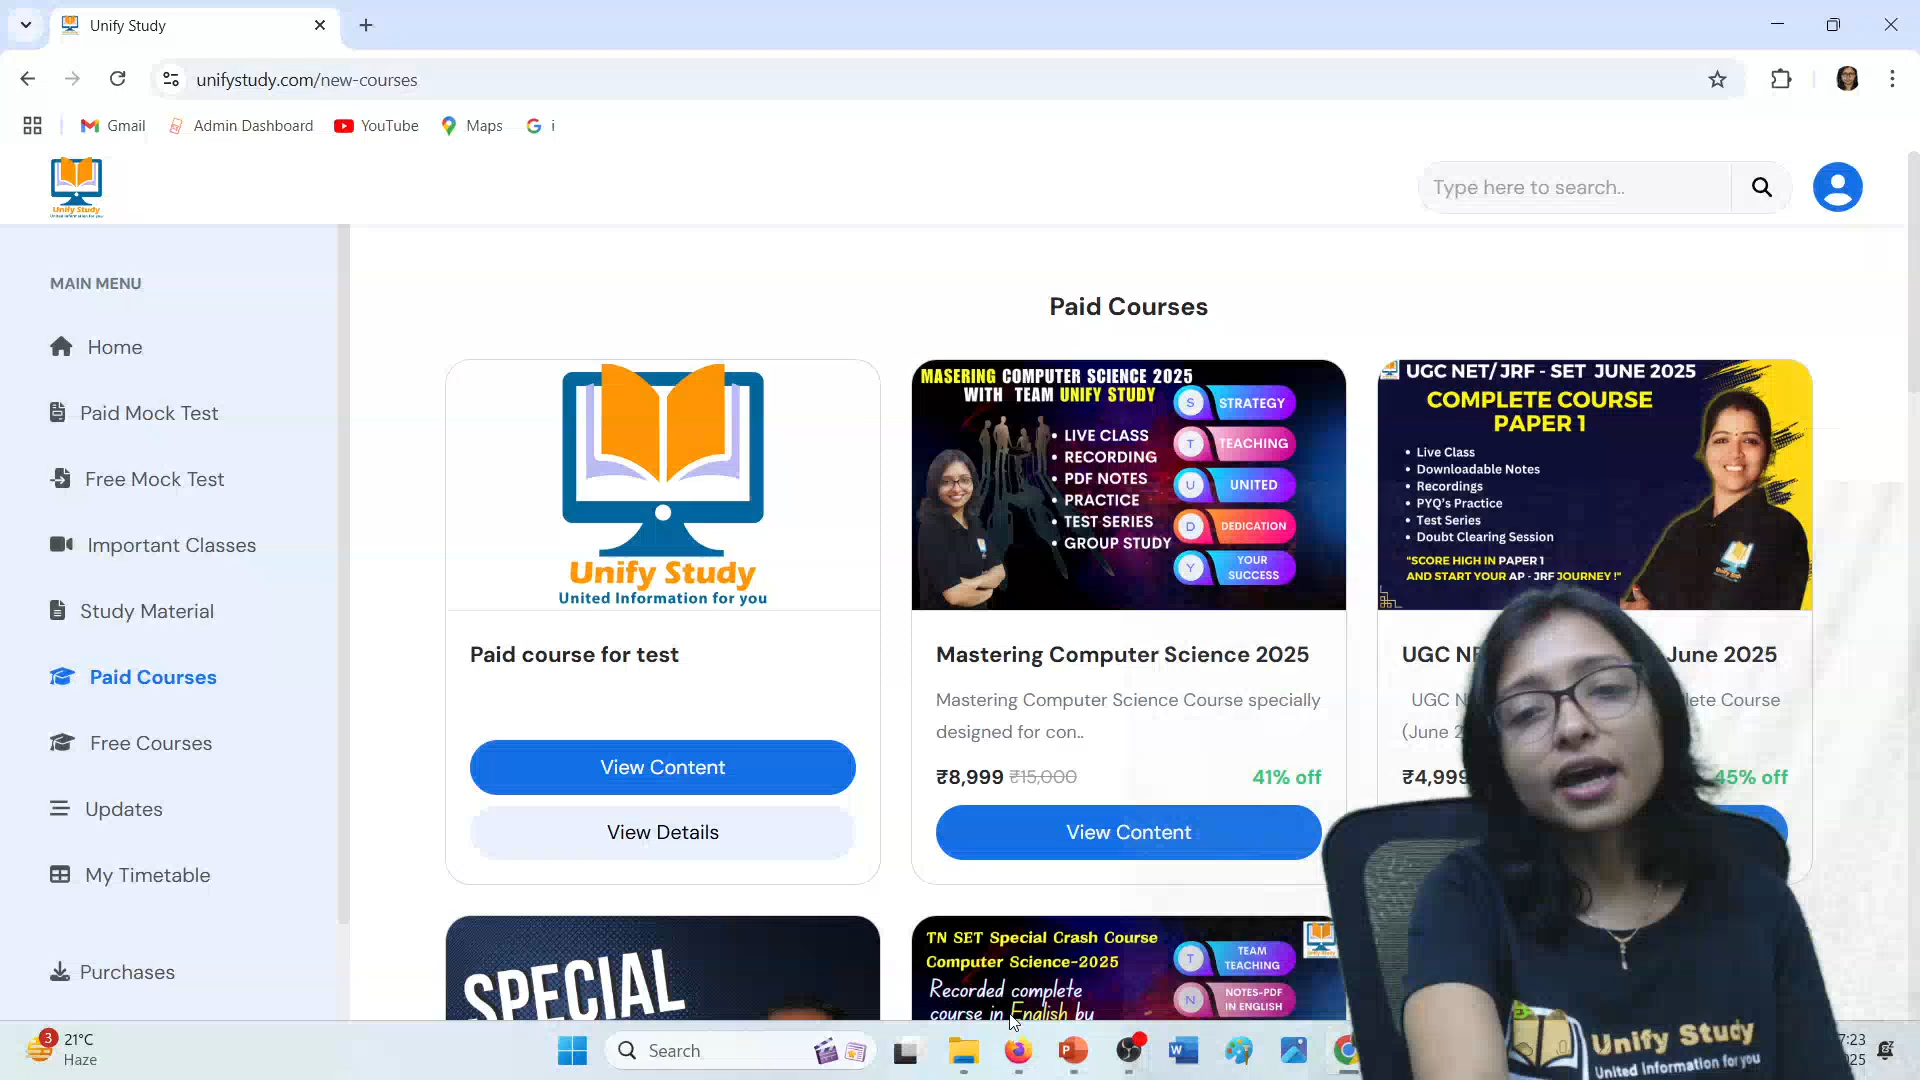 Unify Study
unifystudy.com/new-courses
Gmail
Admin Dashboard
YouTube
Maps
i
Unify Study
Type here to search..
MAIN MENU
Home
Paid Mock Test
Free Mock Test
Important Classes
Study Material
Paid Courses
Free Courses
Updates
My Timetable
Purchases
Paid Courses
Unify Study
United Information for you
Paid course for test
View Content
View Details
MASERING COMPUTER SCIENCE 2025
WITH TEAM UNIFY STUDY
• LIVE CLASS
• RECORDING
• PDF NOTES
• PRACTICE
• TEST SERIES
• GROUP STUDY
S STRATEGY
T TEACHING
U UNITED
D DEDICATION
Y YOUR SUCCESS
Mastering Computer Science 2025
Mastering Computer Science Course specially
designed for con..
₹8,999 ₹15,000 41% off
View Content
UGC NET/ JRF - SET JUNE 2025
COMPLETE COURSE
PAPER 1
• Live Class
• Downloadable Notes
• Recordings
• PYQ's Practice
• Test Series
• Doubt Clearing Session
"SCORE HIGH IN PAPER 1
AND START YOUR AP - JRF JOURNEY !"
UGC June 2025
UGC Course
(June
₹4,999 45% off
SPECIAL
TN SET Special Crash Course
Computer Science-2025
Recorded complete
course in English by
T TEAM TEACHING
N NOTES-PDF IN ENGLISH
Unify Study
United Information for you
3
21°C
Haze
Search